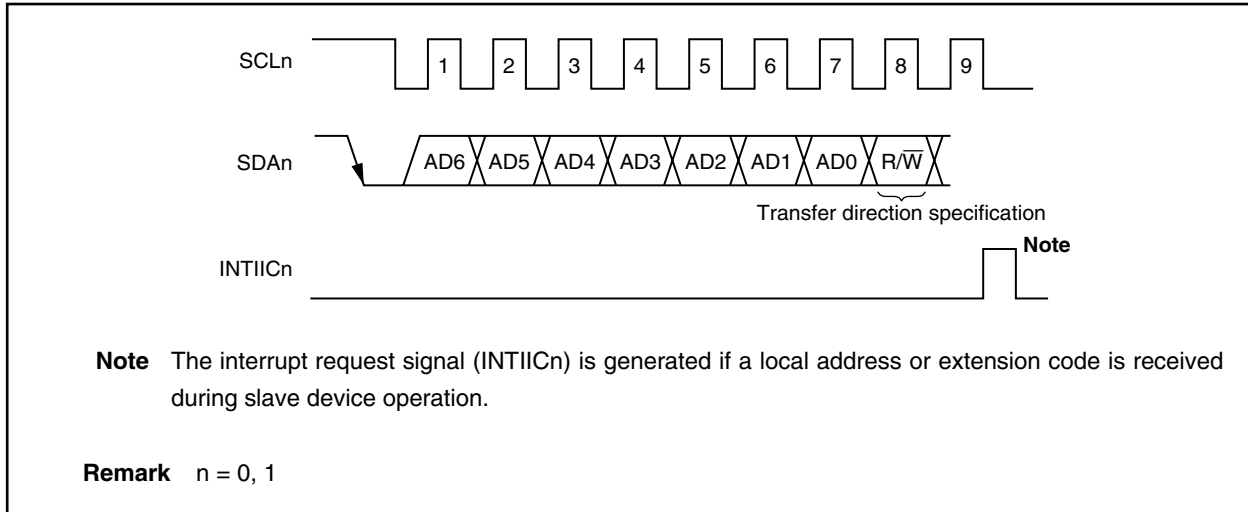 SCLn 1 2 3 4 5 6 7 8 9
SDAn AD6 AD5 AD4 AD3 AD2 AD1 AD0 R/W̅
Transfer direction specification
Note
INTIICn
Note The interrupt request signal (INTIICn) is generated if a local address or extension code is received
during slave device operation.
Remark n = 0, 1